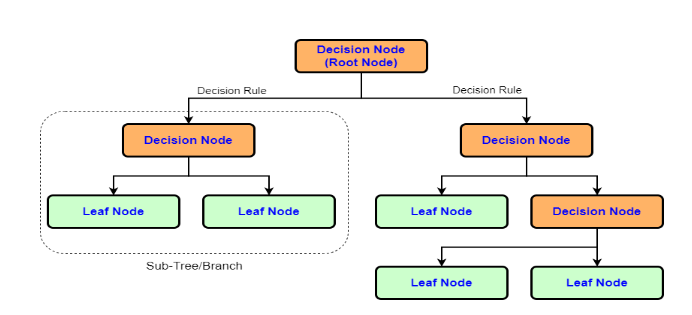 Decision Node
(Root Node)
Decision Rule
Decision Rule
Decision Node
Decision Node
Leaf Node
Leaf Node
Leaf Node
Decision Node
Sub-Tree/Branch
Leaf Node
Leaf Node